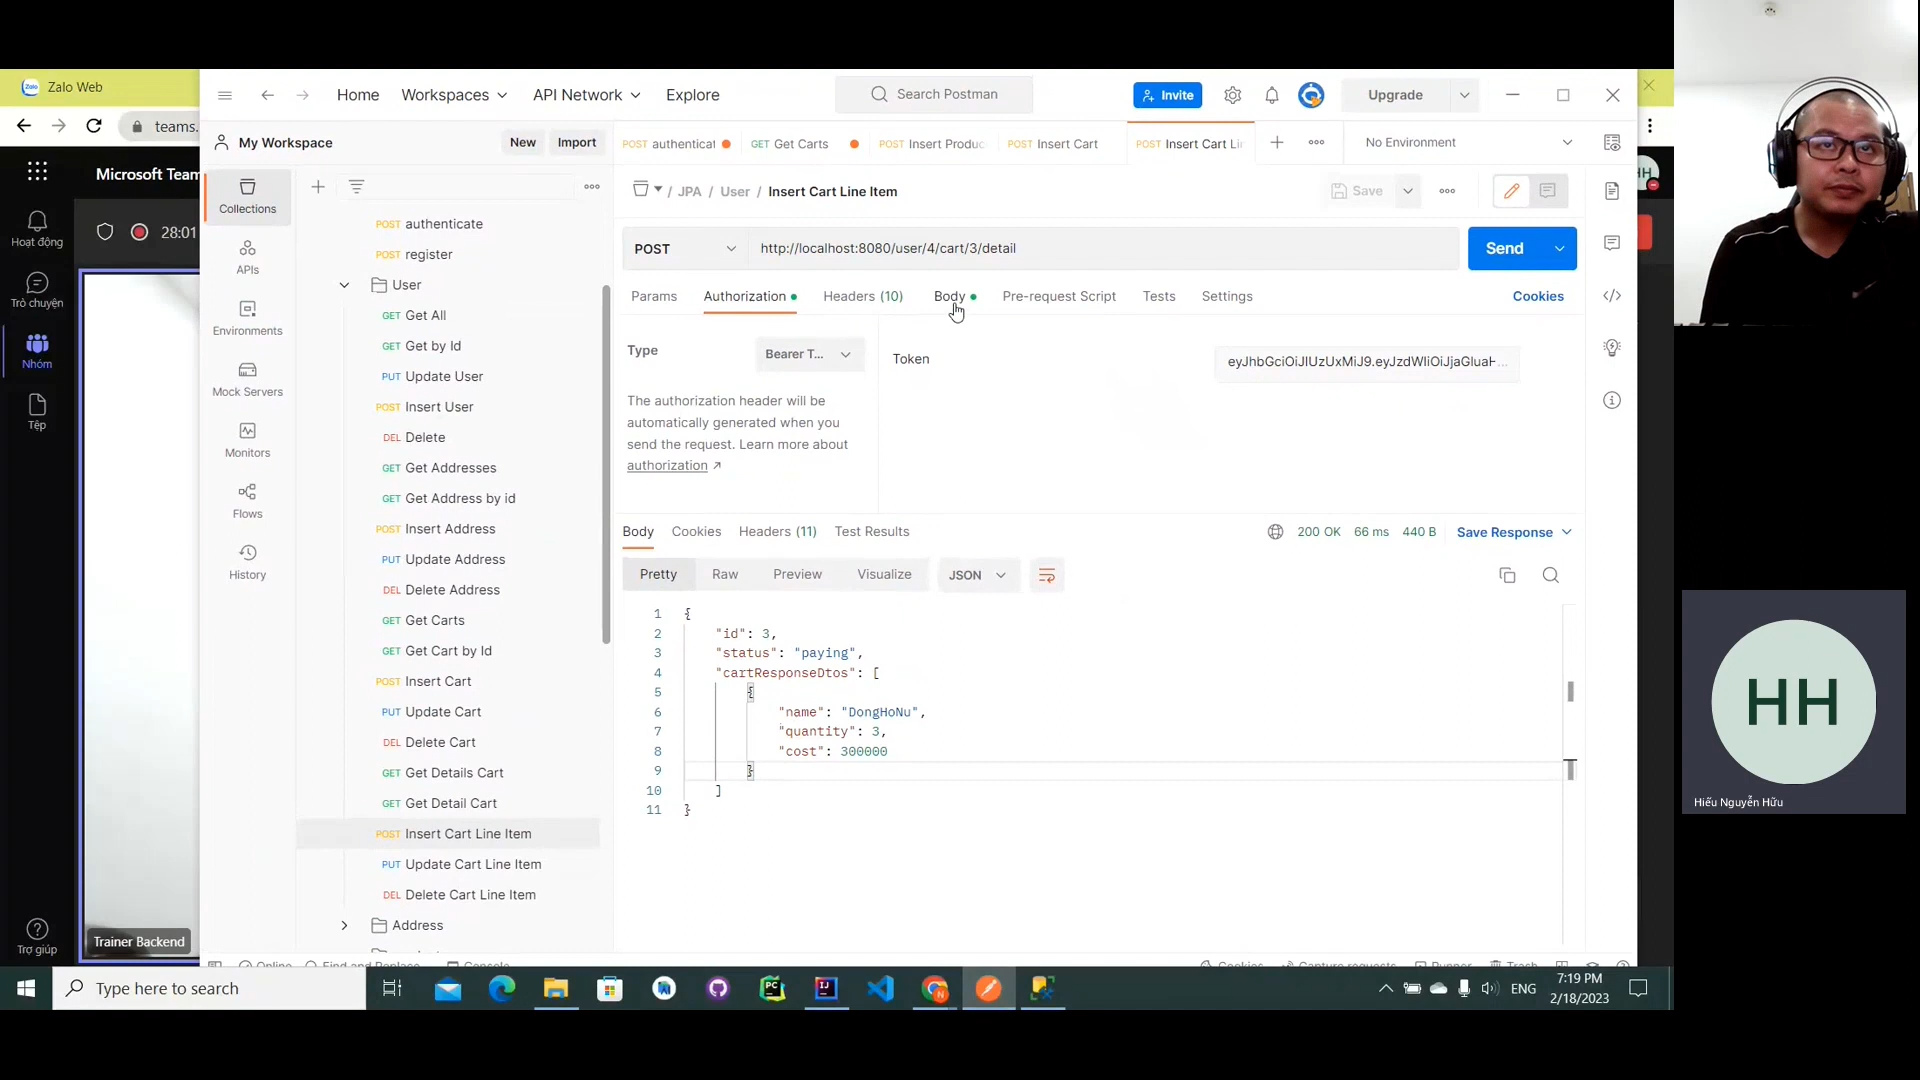 Zalo Web
teams.
Microsoft Team
28:01
Hoạt động
Trò chuyện
Nhóm
Tệp
Trợ giúp
Trainer Backend
Home
Workspaces
API Network
Explore
Search Postman
Invite
Upgrade
My Workspace
New
Import
POST authenticat
GET Get Carts
POST Insert Produc
POST Insert Cart
POST Insert Cart Li
No Environment
Collections
APIs
Environments
Mock Servers
Monitors
Flows
History
POST authenticate
POST register
User
GET Get All
GET Get by Id
PUT Update User
POST Insert User
DEL Delete
GET Get Addresses
GET Get Address by id
POST Insert Address
PUT Update Address
DEL Delete Address
GET Get Carts
GET Get Cart by Id
POST Insert Cart
PUT Update Cart
DEL Delete Cart
GET Get Details Cart
GET Get Detail Cart
POST Insert Cart Line Item
PUT Update Cart Line Item
DEL Delete Cart Line Item
Address
/ JPA / User / Insert Cart Line Item
Save
POST
http://localhost:8080/user/4/cart/3/detail
Send
Params
Authorization
Headers (10)
Body
Pre-request Script
Tests
Settings
Cookies
Type
Bearer T...
The authorization header will be
automatically generated when you
send the request. Learn more about
authorization ↗
Token
Body
Cookies
Headers (11)
Test Results
200 OK
66 ms
440 B
Save Response
Pretty
Raw
Preview
Visualize
JSON
1 {
2 "id": 3,
3 "status": "paying",
4 "cartResponseDtos": [
5 {
6 "name": "DongHoNu",
7 "quantity": 3,
8 "cost": 300000
9 }
10 ]
11 }
Online
Find and Replace
Console
Cookies
Capture requests
Runner
Trash
Type here to search
ENG
7:19 PM
2/18/2023
HH
HH
Hiếu Nguyễn Hữu